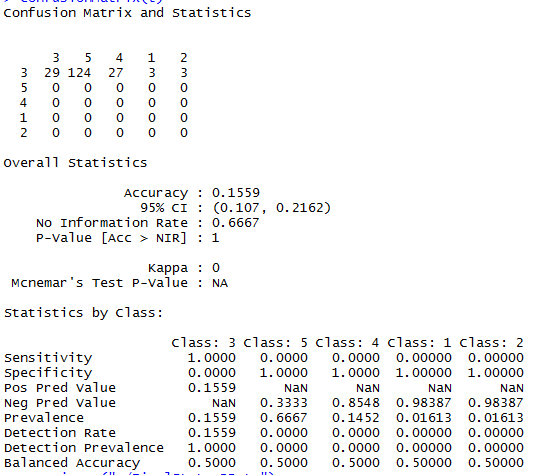 > confusionMatrix(t)
Confusion Matrix and Statistics
3 5 4 1 2
3 29 124 27 3 3
5 0 0 0 0 0
4 0 0 0 0 0
1 0 0 0 0 0
2 0 0 0 0 0
Overall Statistics
Accuracy : 0.1559
95% CI : (0.107, 0.2162)
No Information Rate : 0.6667
P-Value [Acc > NIR] : 1
Kappa : 0
Mcnemar's Test P-Value : NA
Statistics by Class:
Class: 3 Class: 5 Class: 4 Class: 1 Class: 2
Sensitivity 1.0000 0.0000 0.0000 0.00000 0.00000
Specificity 0.0000 1.0000 1.0000 1.00000 1.00000
Pos Pred Value 0.1559 NaN NaN NaN NaN
Neg Pred Value NaN 0.3333 0.8548 0.98387 0.98387
Prevalence 0.1559 0.6667 0.1452 0.01613 0.01613
Detection Rate 0.1559 0.0000 0.0000 0.00000 0.00000
Detection Prevalence 1.0000 0.0000 0.0000 0.00000 0.00000
Balanced Accuracy 0.5000 0.5000 0.5000 0.50000 0.50000